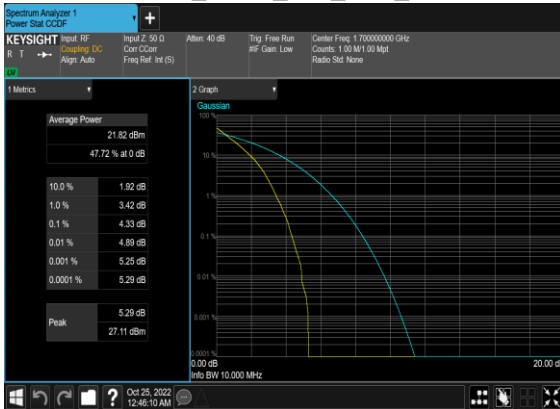 Spectrum Analyzer 1
Power Stat CCDF
KEYSIGHT
R T
LXI
Input: RF
Coupling: DC
Align: Auto
Input Z: 50 Ω
Corr CCorr
Freq Ref: Int (S)
Atten: 40 dB
Trig: Free Run
#IF Gain: Low
Center Freq: 1.700000000 GHz
Counts: 1.00 M/1.00 Mpt
Radio Std: None
1 Metrics
Average Power
21.82 dBm
47.72 % at 0 dB
10.0 % 1.92 dB
1.0 % 3.42 dB
0.1 % 4.33 dB
0.01 % 4.89 dB
0.001 % 5.25 dB
0.0001 % 5.29 dB
Peak
5.29 dB
27.11 dBm
2 Graph
Gaussian
100 %
10 %
1 %
0.1 %
0.01 %
0.001 %
0.0001 %
0.00 dB
20.00 d
Info BW 10.000 MHz
?
Oct 25, 2022
12:46:10 AM